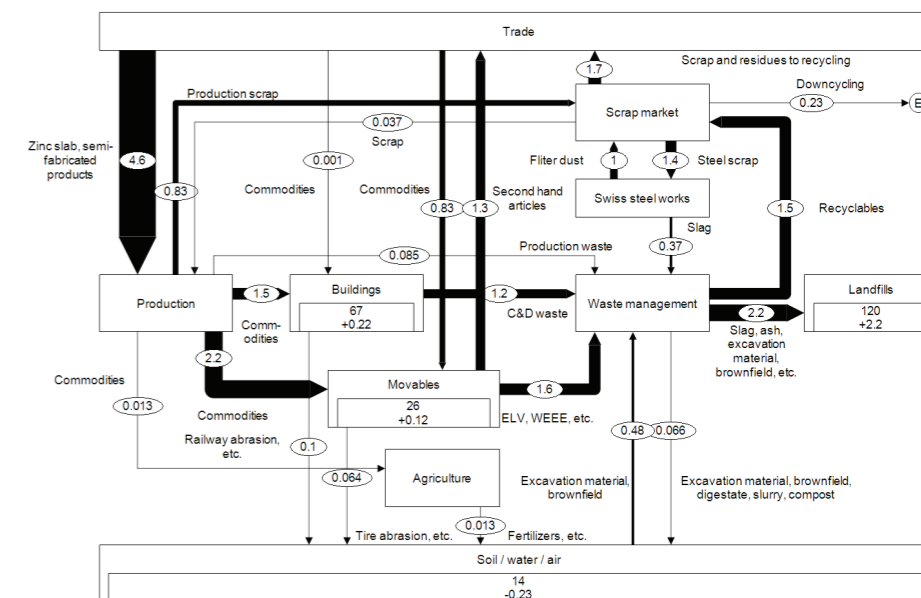 Trade
Scrap and residues to recycling
1.7
Downcycling
Production scrap
0.23
E
Scrap market
0.037
Scrap
Zinc slab, semi-
fabricated
products
4.6
0.001
Fliter dust
1
1.4
Steel scrap
0.83
Commodities
Commodities
Second hand
articles
Swiss steel works
0.83
1.3
1.5
Recyclables
Slag
0.37
Production waste
0.085
Production
1.5
Comm-
odities
Buildings
67
+0.22
1.2
C&D waste
Waste management
2.2
Slag, ash,
excavation
material,
brownfield, etc.
Landfills
120
+2.2
2.2
Commodities
Commodities
0.013
Movables
26
+0.12
1.6
ELV, WEEE, etc.
Railway abrasion,
etc.
0.1
0.48
0.066
0.064
Agriculture
Excavation material,
brownfield
Excavation material, brownfield,
digestate, slurry, compost
0.013
Tire abrasion, etc.
Fertilizers, etc.
Soil / water / air
14
-0.23